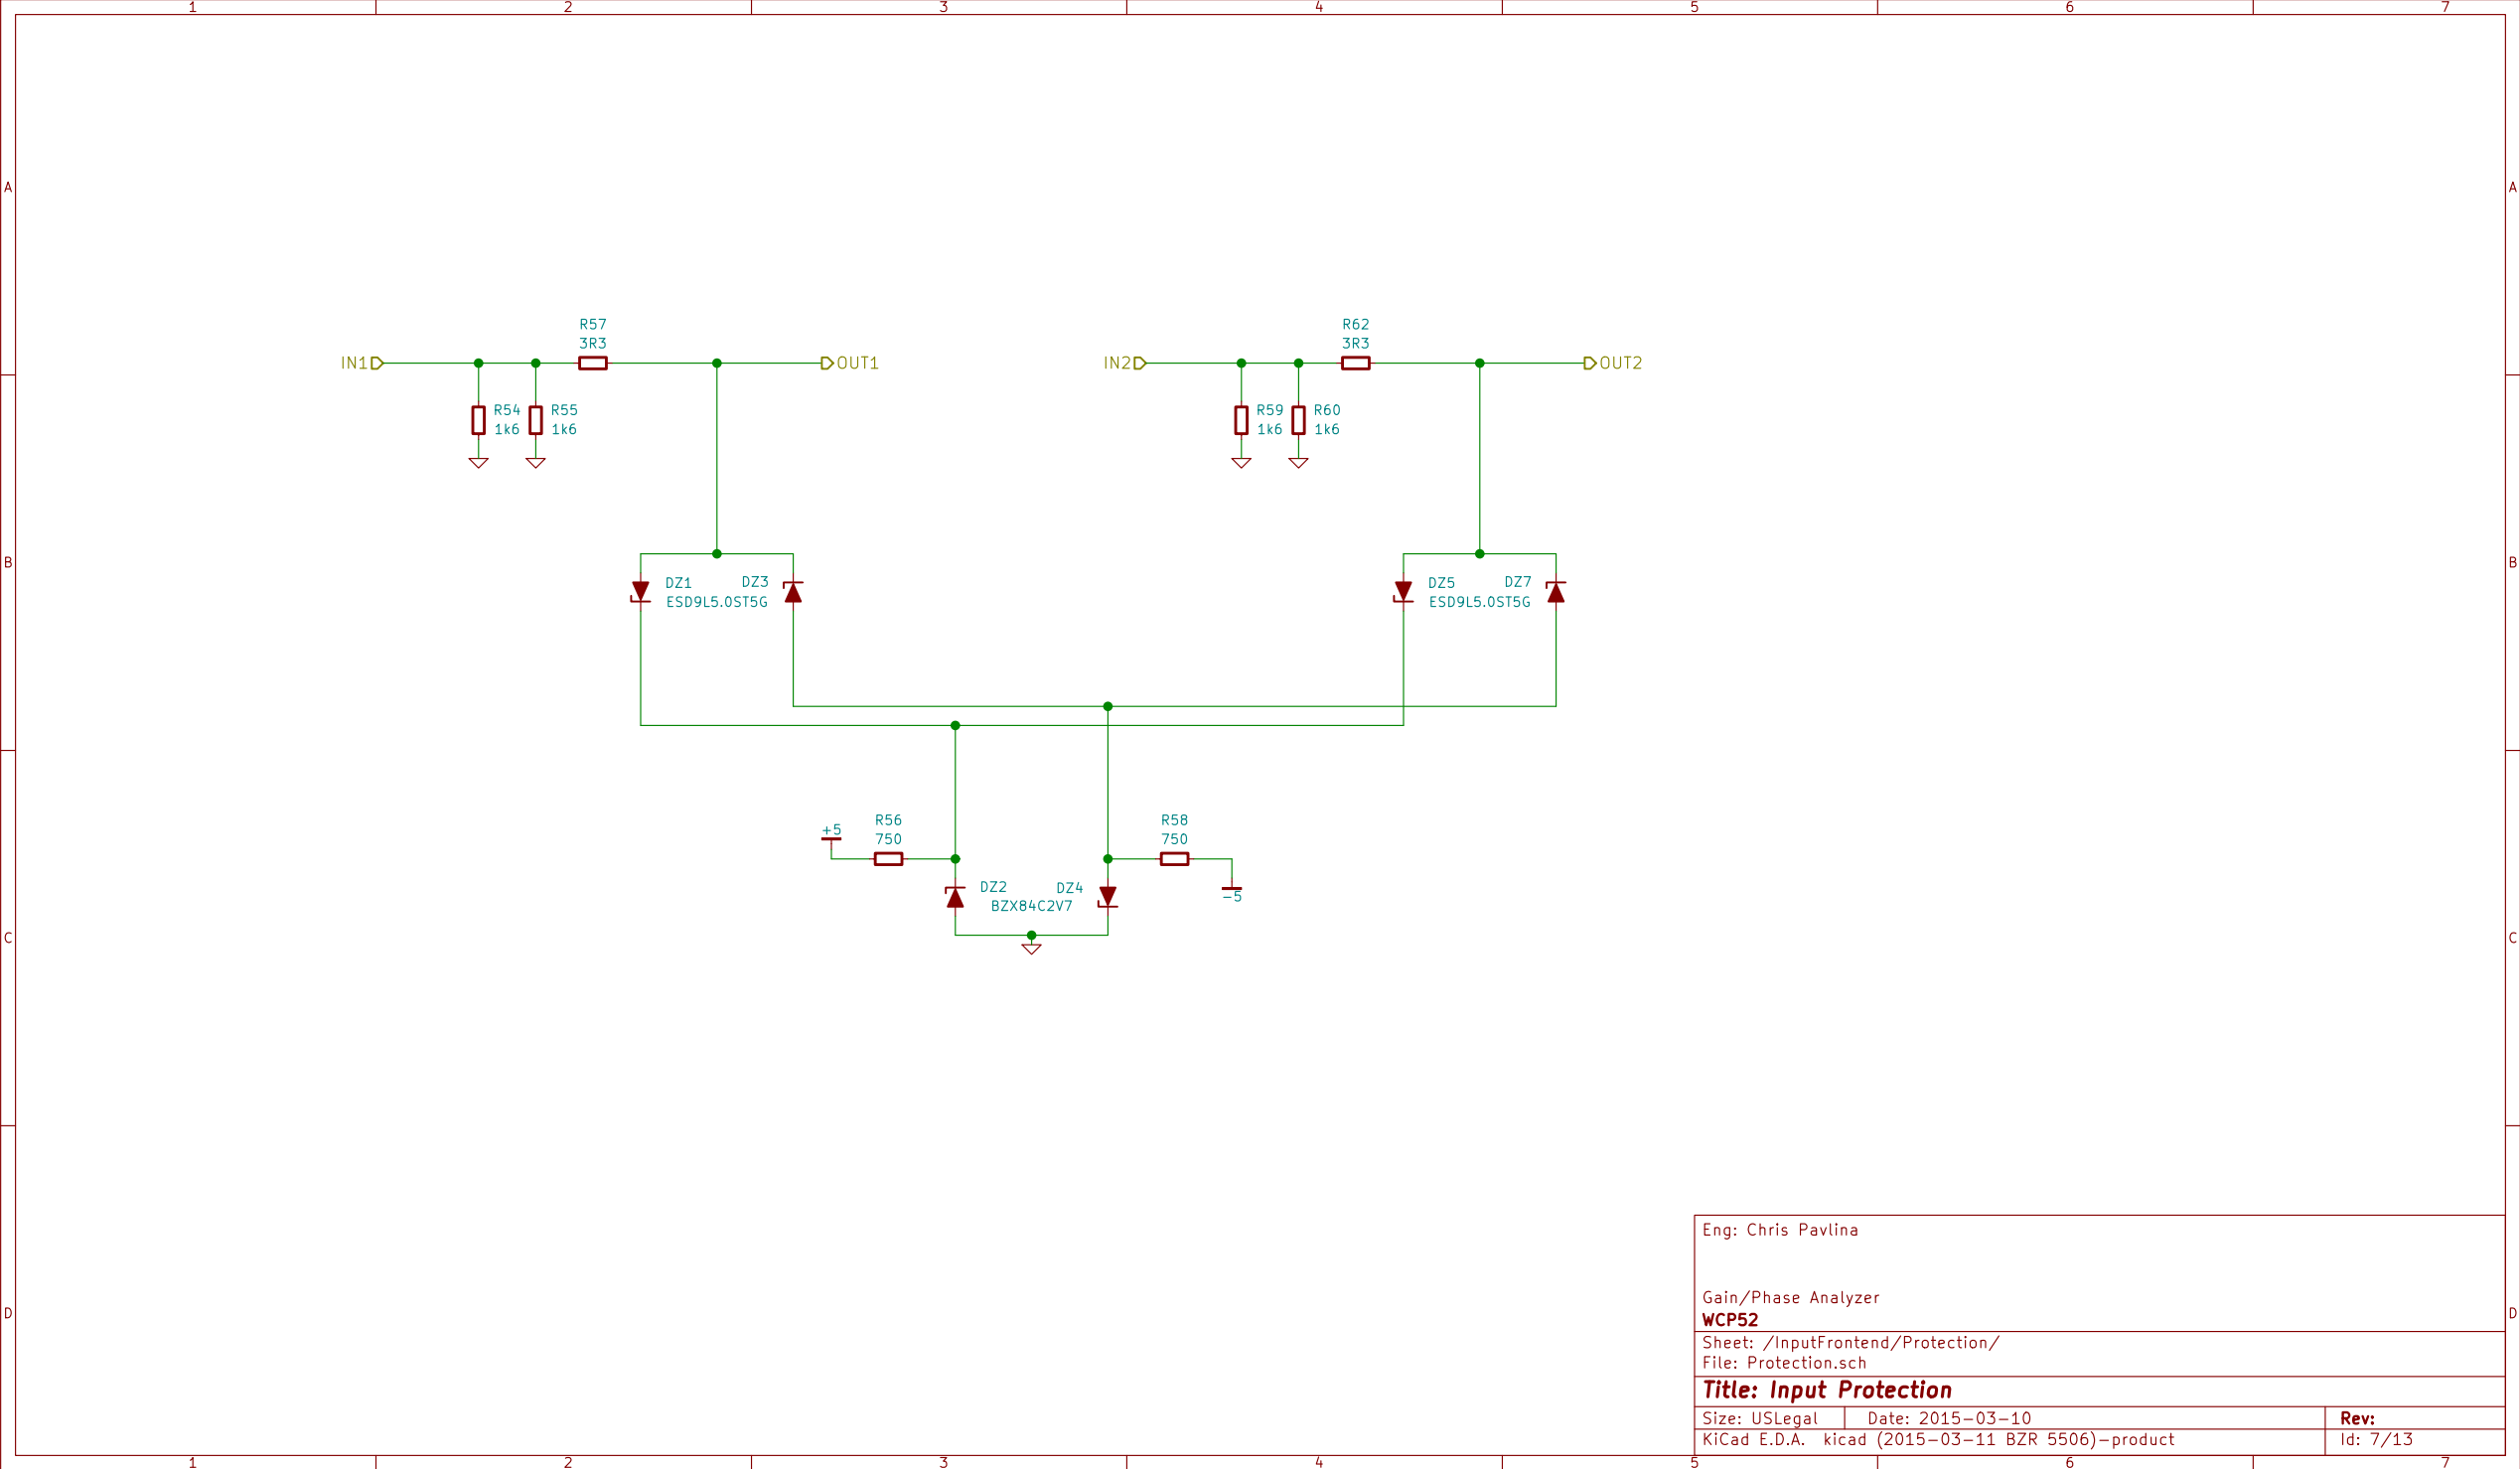 1 2 3 4 5 6 7
A A
R57 R62
3R3 3R3
IN1 OUT1 IN2 OUT2
R54 R55 R59 R60
1k6 1k6 1k6 1k6
B B
DZ1 DZ3 DZ5 DZ7
ESD9L5.0ST5G ESD9L5.0ST5G
R56 R58
+5 750 750
DZ2 DZ4
-5
BZX84C2V7
C C
Eng: Chris Pavlina
Gain/Phase Analyzer
D D
WCP52
Sheet: /InputFrontend/Protection/
File: Protection.sch
Title: Input Protection
Size: USLegal Date: 2015-03-10 Rev:
KiCad E.D.A. kicad (2015-03-11 BZR 5506)-product Id: 7/13
1 2 3 4 5 6 7